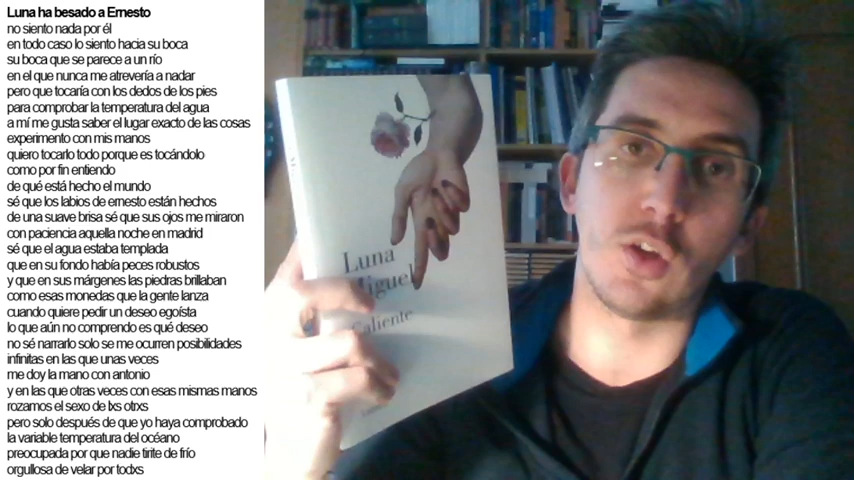 Luna ha besado a Ernesto
no siento nada por él
en todo caso lo siento hacia su boca
su boca que se parece a un río
en el que nunca me atrevería a nadar
pero que tocaría con los dedos de los pies
para comprobar la temperatura del agua
a mí me gusta saber el lugar exacto de las cosas
experimento con mis manos
quiero tocarlo todo porque es tocándolo
como por fin entiendo
de qué está hecho el mundo
sé que los labios de ernesto están hechos
de una suave brisa sé que sus ojos me miraron
con paciencia aquella noche en madrid
sé que el agua estaba templada
que en su fondo había peces robustos
y que en sus márgenes las piedras brillaban
como esas monedas que la gente lanza
cuando quiere pedir un deseo egoísta
lo que aún no comprendo es qué deseo
no sé narrarlo solo se me ocurren posibilidades
infinitas en las que unas veces
me doy la mano con antonio
y en las que otras veces con esas mismas manos
rozamos el sexo de lxs otrxs
pero solo después de que yo haya comprobado
la variable temperatura del océano
preocupada por que nadie tirite de frío
orgullosa de velar por todxs
Luna
Miguel
Caliente